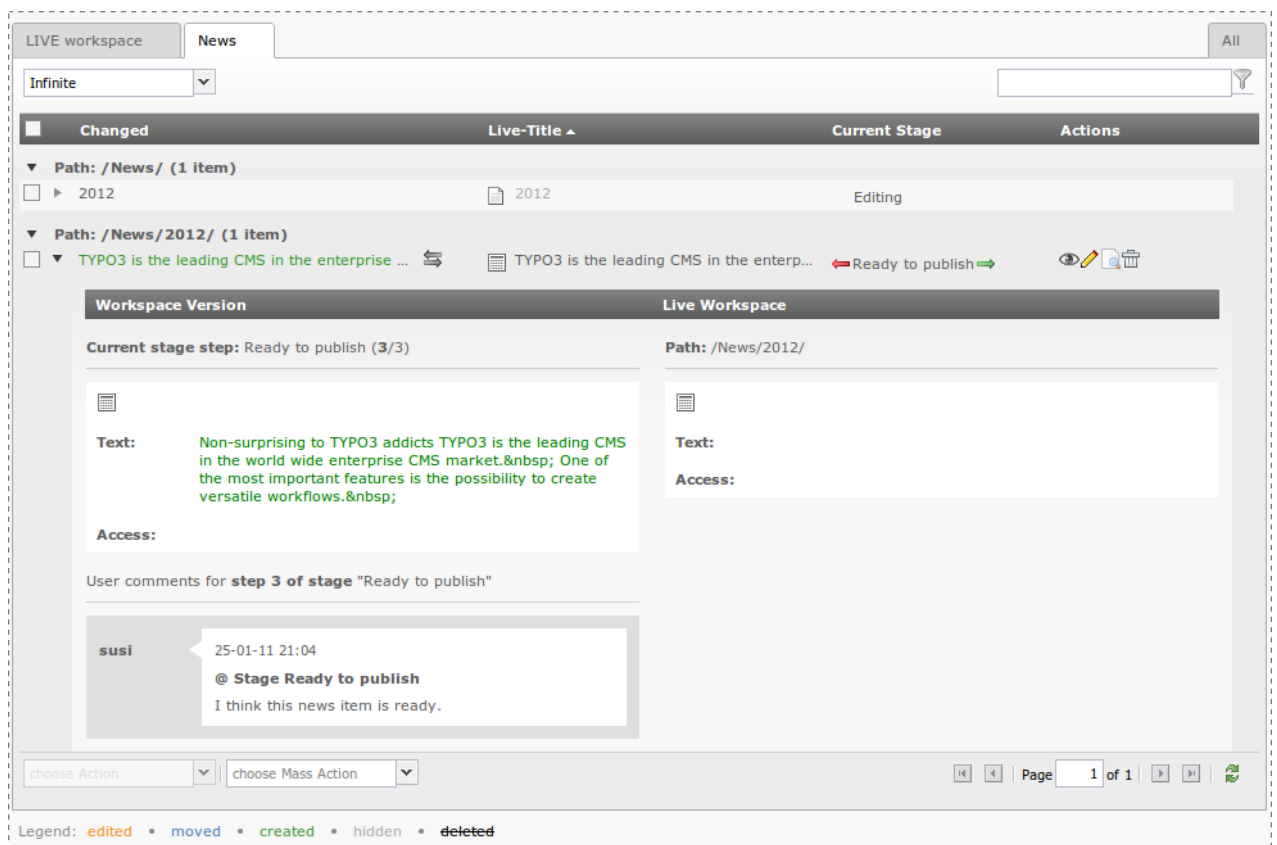 LIVE workspace News All
Infinite
Changed Live-Title Current Stage Actions
Path: /News/ (1 item)
2012 2012 Editing
Path: /News/2012/ (1 item)
TYPO3 is the leading CMS in the enterprise ... TYPO3 is the leading CMS in the enterp... Ready to publish
Workspace Version Live Workspace
Current stage step: Ready to publish (3/3) Path: /News/2012/
Text: Non-surprising to TYPO3 addicts TYPO3 is the leading CMS Text:
in the world wide enterprise CMS market.&nbsp; One of
the most important features is the possibility to create Access:
versatile workflows.&nbsp;
Access:
User comments for step 3 of stage "Ready to publish"
susi 25-01-11 21:04
@ Stage Ready to publish
I think this news item is ready.
choose Action choose Mass Action Page 1 of 1
Legend: edited • moved • created • hidden • deleted